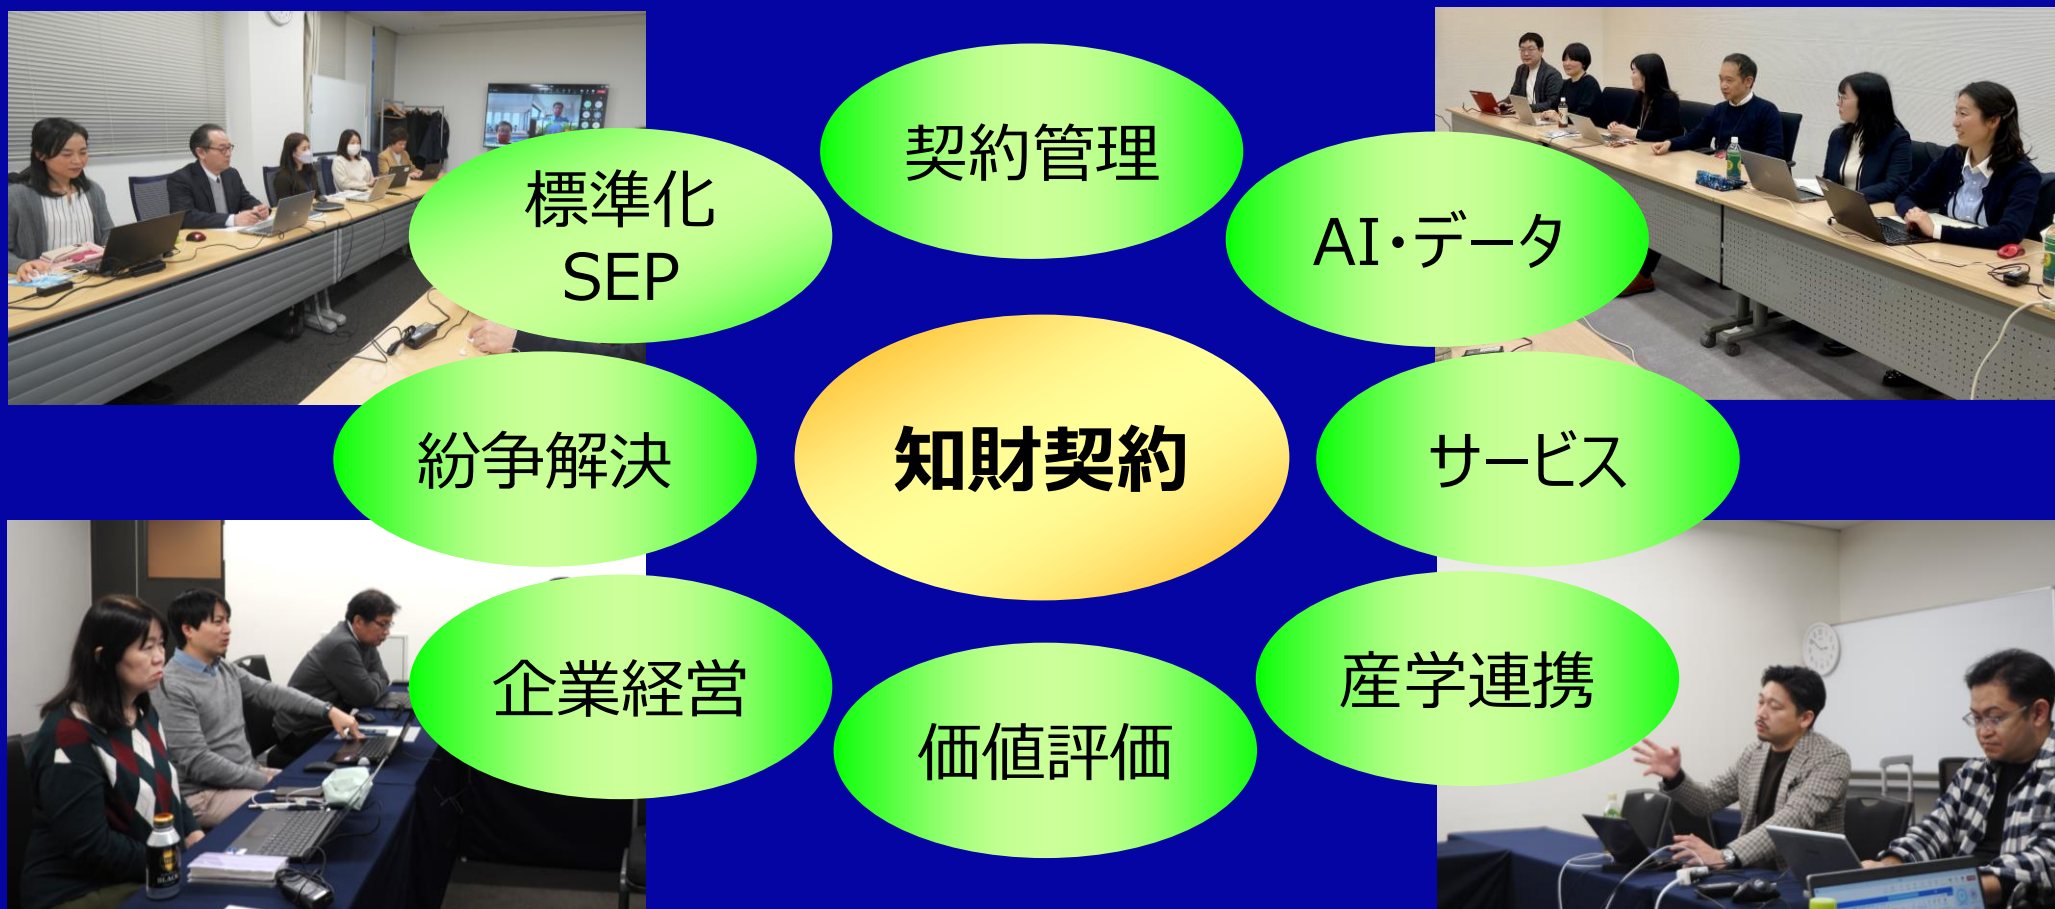 契約管理
標準化
SEP
AI・データ
紛争解決
知財契約
サービス
企業経営
産学連携
価値評価
BLACK